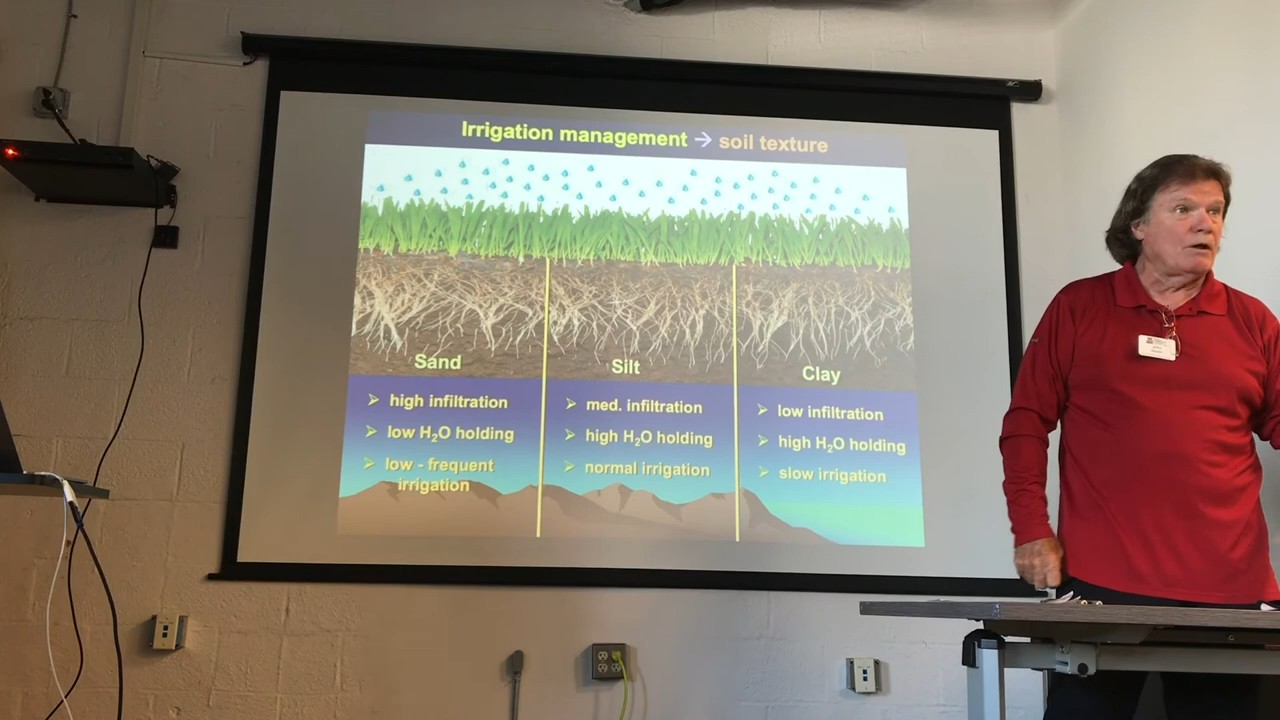 Irrigation management → soil texture
Sand
Silt
Clay
➢ high infiltration
➢ low H₂O holding
➢ low - frequent
irrigation
➢ med. infiltration
➢ high H₂O holding
➢ normal irrigation
➢ low infiltration
➢ high H₂O holding
➢ slow irrigation